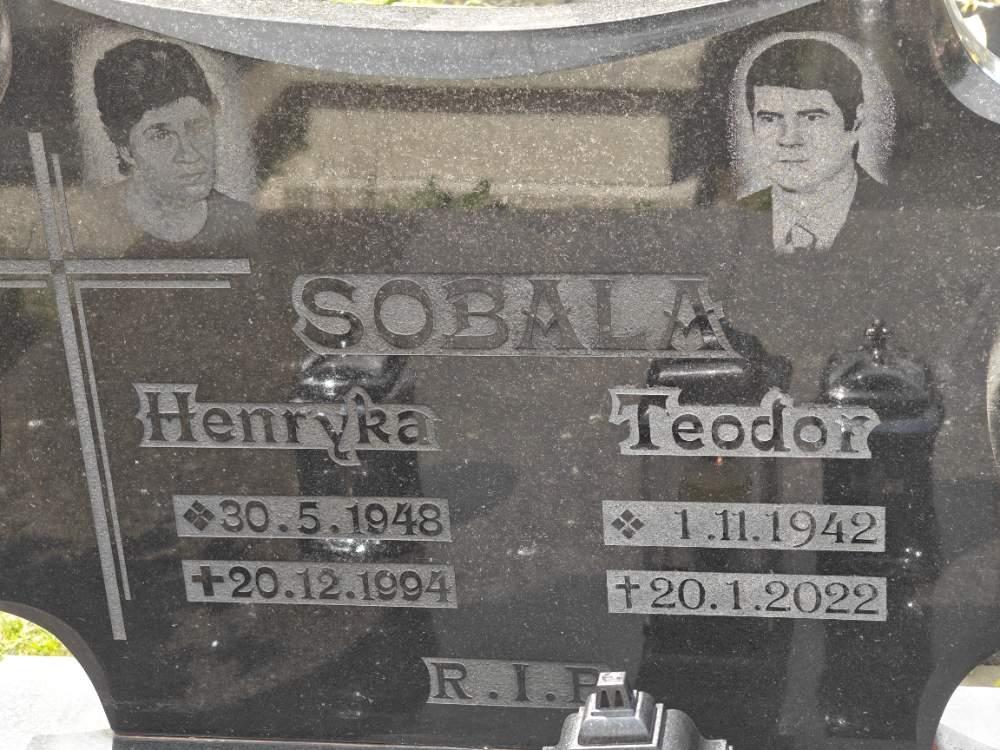 SOBALA
Henryka Teodor
30.5.1948 1.11.1942
20.12.1994 20.1.2022
R.I.P